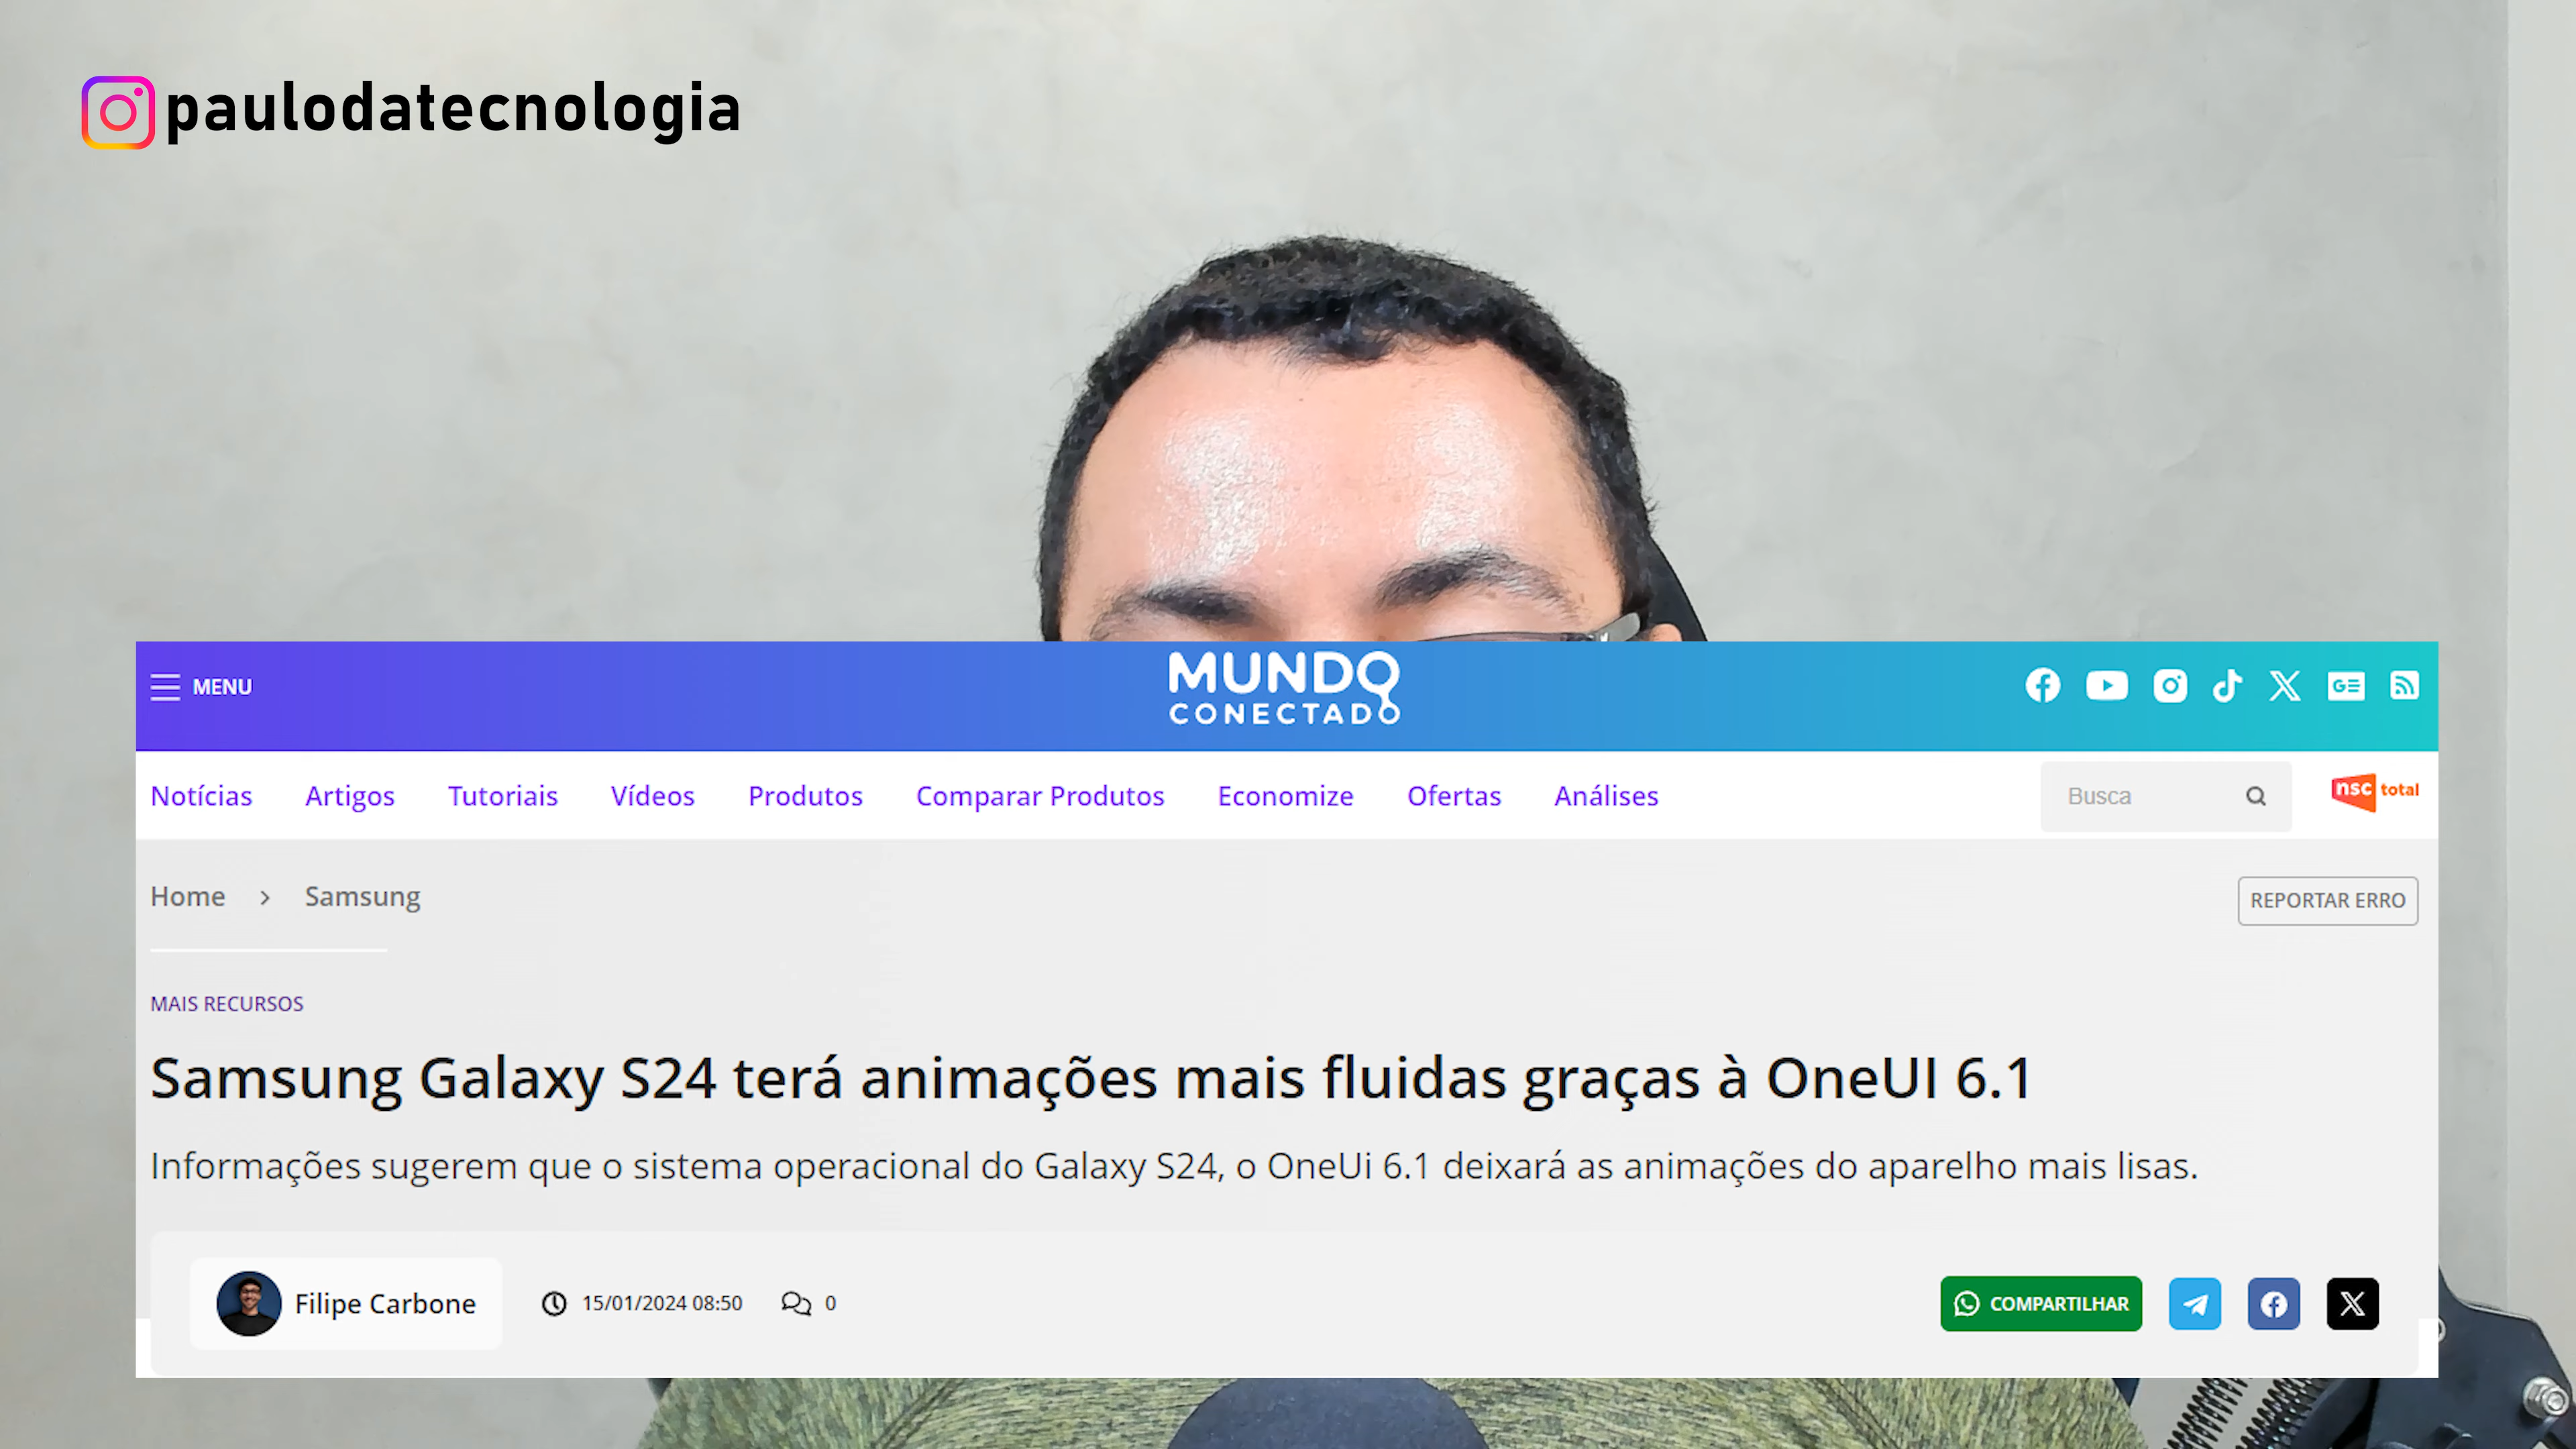 paulodatecnologia
MENU
MUNDO
CONECTADO
GE
Notícias Artigos Tutoriais Vídeos Produtos Comparar Produtos Economize Ofertas Análises Busca nsc total
Home > Samsung
REPORTAR ERRO
MAIS RECURSOS
Samsung Galaxy S24 terá animações mais fluidas graças à OneUI 6.1
Informações sugerem que o sistema operacional do Galaxy S24, o OneUi 6.1 deixará as animações do aparelho mais lisas.
Filipe Carbone 15/01/2024 08:50 0 COMPARTILHAR